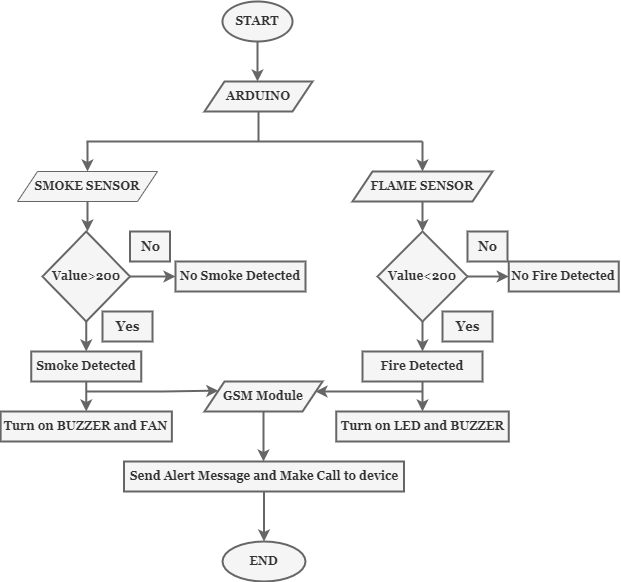 START
ARDUINO
SMOKE SENSOR
FLAME SENSOR
No
No
Value>200
No Smoke Detected
Value<200
No Fire Detected
Yes
Yes
Smoke Detected
Fire Detected
GSM Module
Turn on BUZZER and FAN
Turn on LED and BUZZER
Send Alert Message and Make Call to device
END